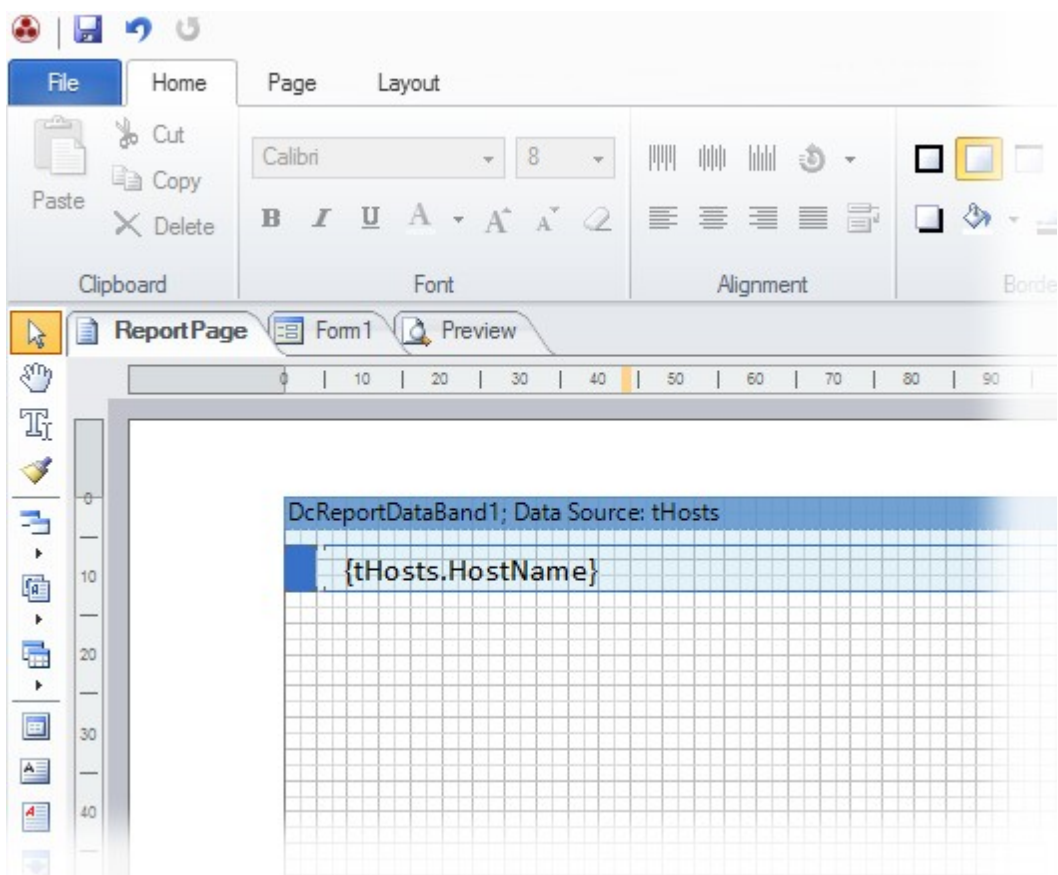 File Home Page Layout
Cut
Calibri 8
Copy
Paste
Delete
B I U A A A
Clipboard Font Alignment Borde
ReportPage Form1 Preview
0 10 20 30 40 50 60 70 80 90
0
DcReportDataBand1; Data Source: tHosts
{tHosts.HostName}
10
20
30
40